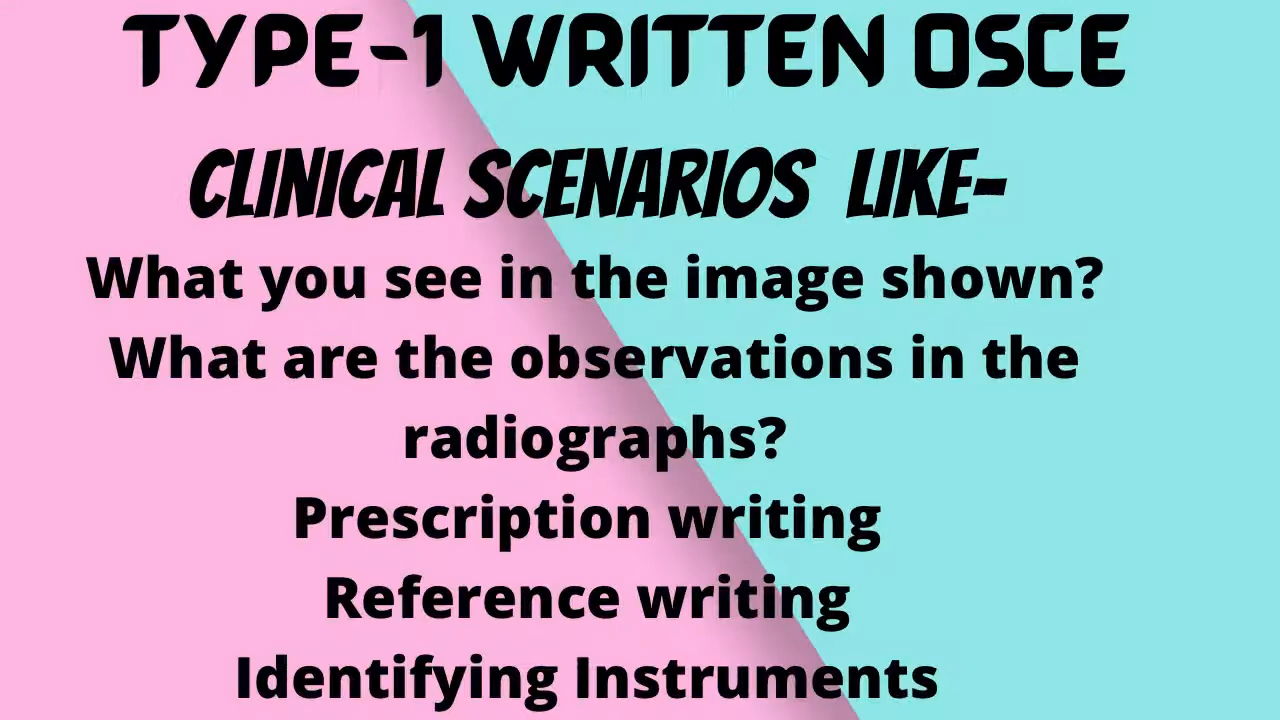 TYPE-1 WRITTEN OSCE
CLINICAL SCENARIOS LIKE-
What you see in the image shown?
What are the observations in the
radiographs?
Prescription writing
Reference writing
Identifying Instruments